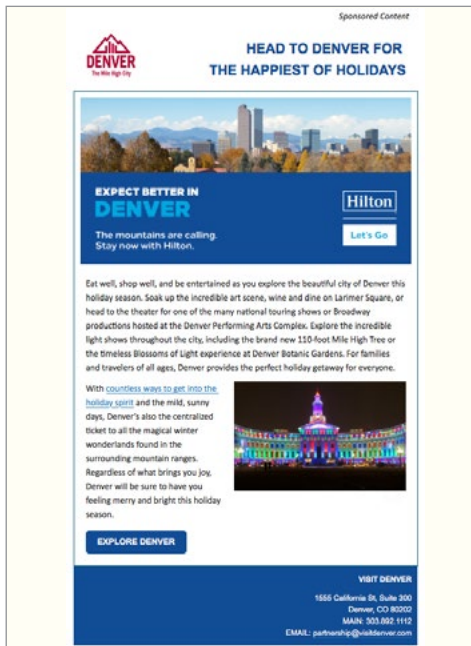 Sponsored Content
DENVER
The Mile High City
HEAD TO DENVER FOR
THE HAPPIEST OF HOLIDAYS
EXPECT BETTER IN
DENVER
The mountains are calling.
Stay now with Hilton.
Hilton
Let's Go
Eat well, shop well, and be entertained as you explore the beautiful city of Denver this
holiday season. Soak up the incredible art scene, wine and dine on Larimer Square, or
head to the theater for one of the many national touring shows or Broadway
productions hosted at the Denver Performing Arts Complex. Explore the incredible
light shows throughout the city, including the brand new 110-foot Mile High Tree or
the timeless Blossoms of Light experience at Denver Botanic Gardens. For families
and travelers of all ages, Denver provides the perfect holiday getaway for everyone.
With countless ways to get into the
holiday spirit and the mild, sunny
days, Denver's also the centralized
ticket to all the magical winter
wonderlands found in the
surrounding mountain ranges.
Regardless of what brings you joy,
Denver will be sure to have you
feeling merry and bright this holiday
season.
EXPLORE DENVER
VISIT DENVER
1555 California St, Suite 300
Denver, CO 80202
MAIN: 303.892.1112
EMAIL: partnership@visitdenver.com